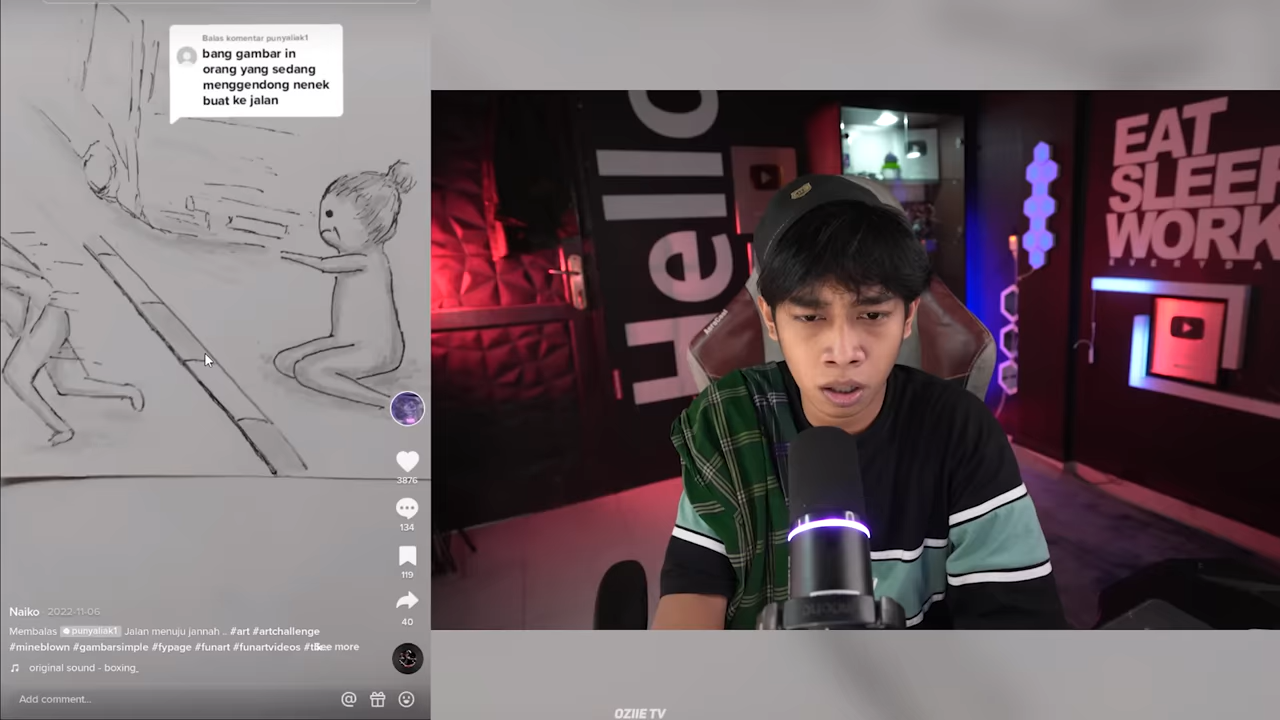 Balas komentar punyaliak1
bang gambar in
orang yang sedang
menggendong nenek
buat ke jalan
3876
134
119
40
Naiko · 2022-11-06
Membalas punyaliak1 Jalan menuju jannah .. #art #artchallenge
#mineblown #gambarsimple #fypage #funart #funartvideos
See more
original sound - boxing_
Add comment...
Hello
EAT
SLEEP
WORK
EVERYDA
OZIIE TV